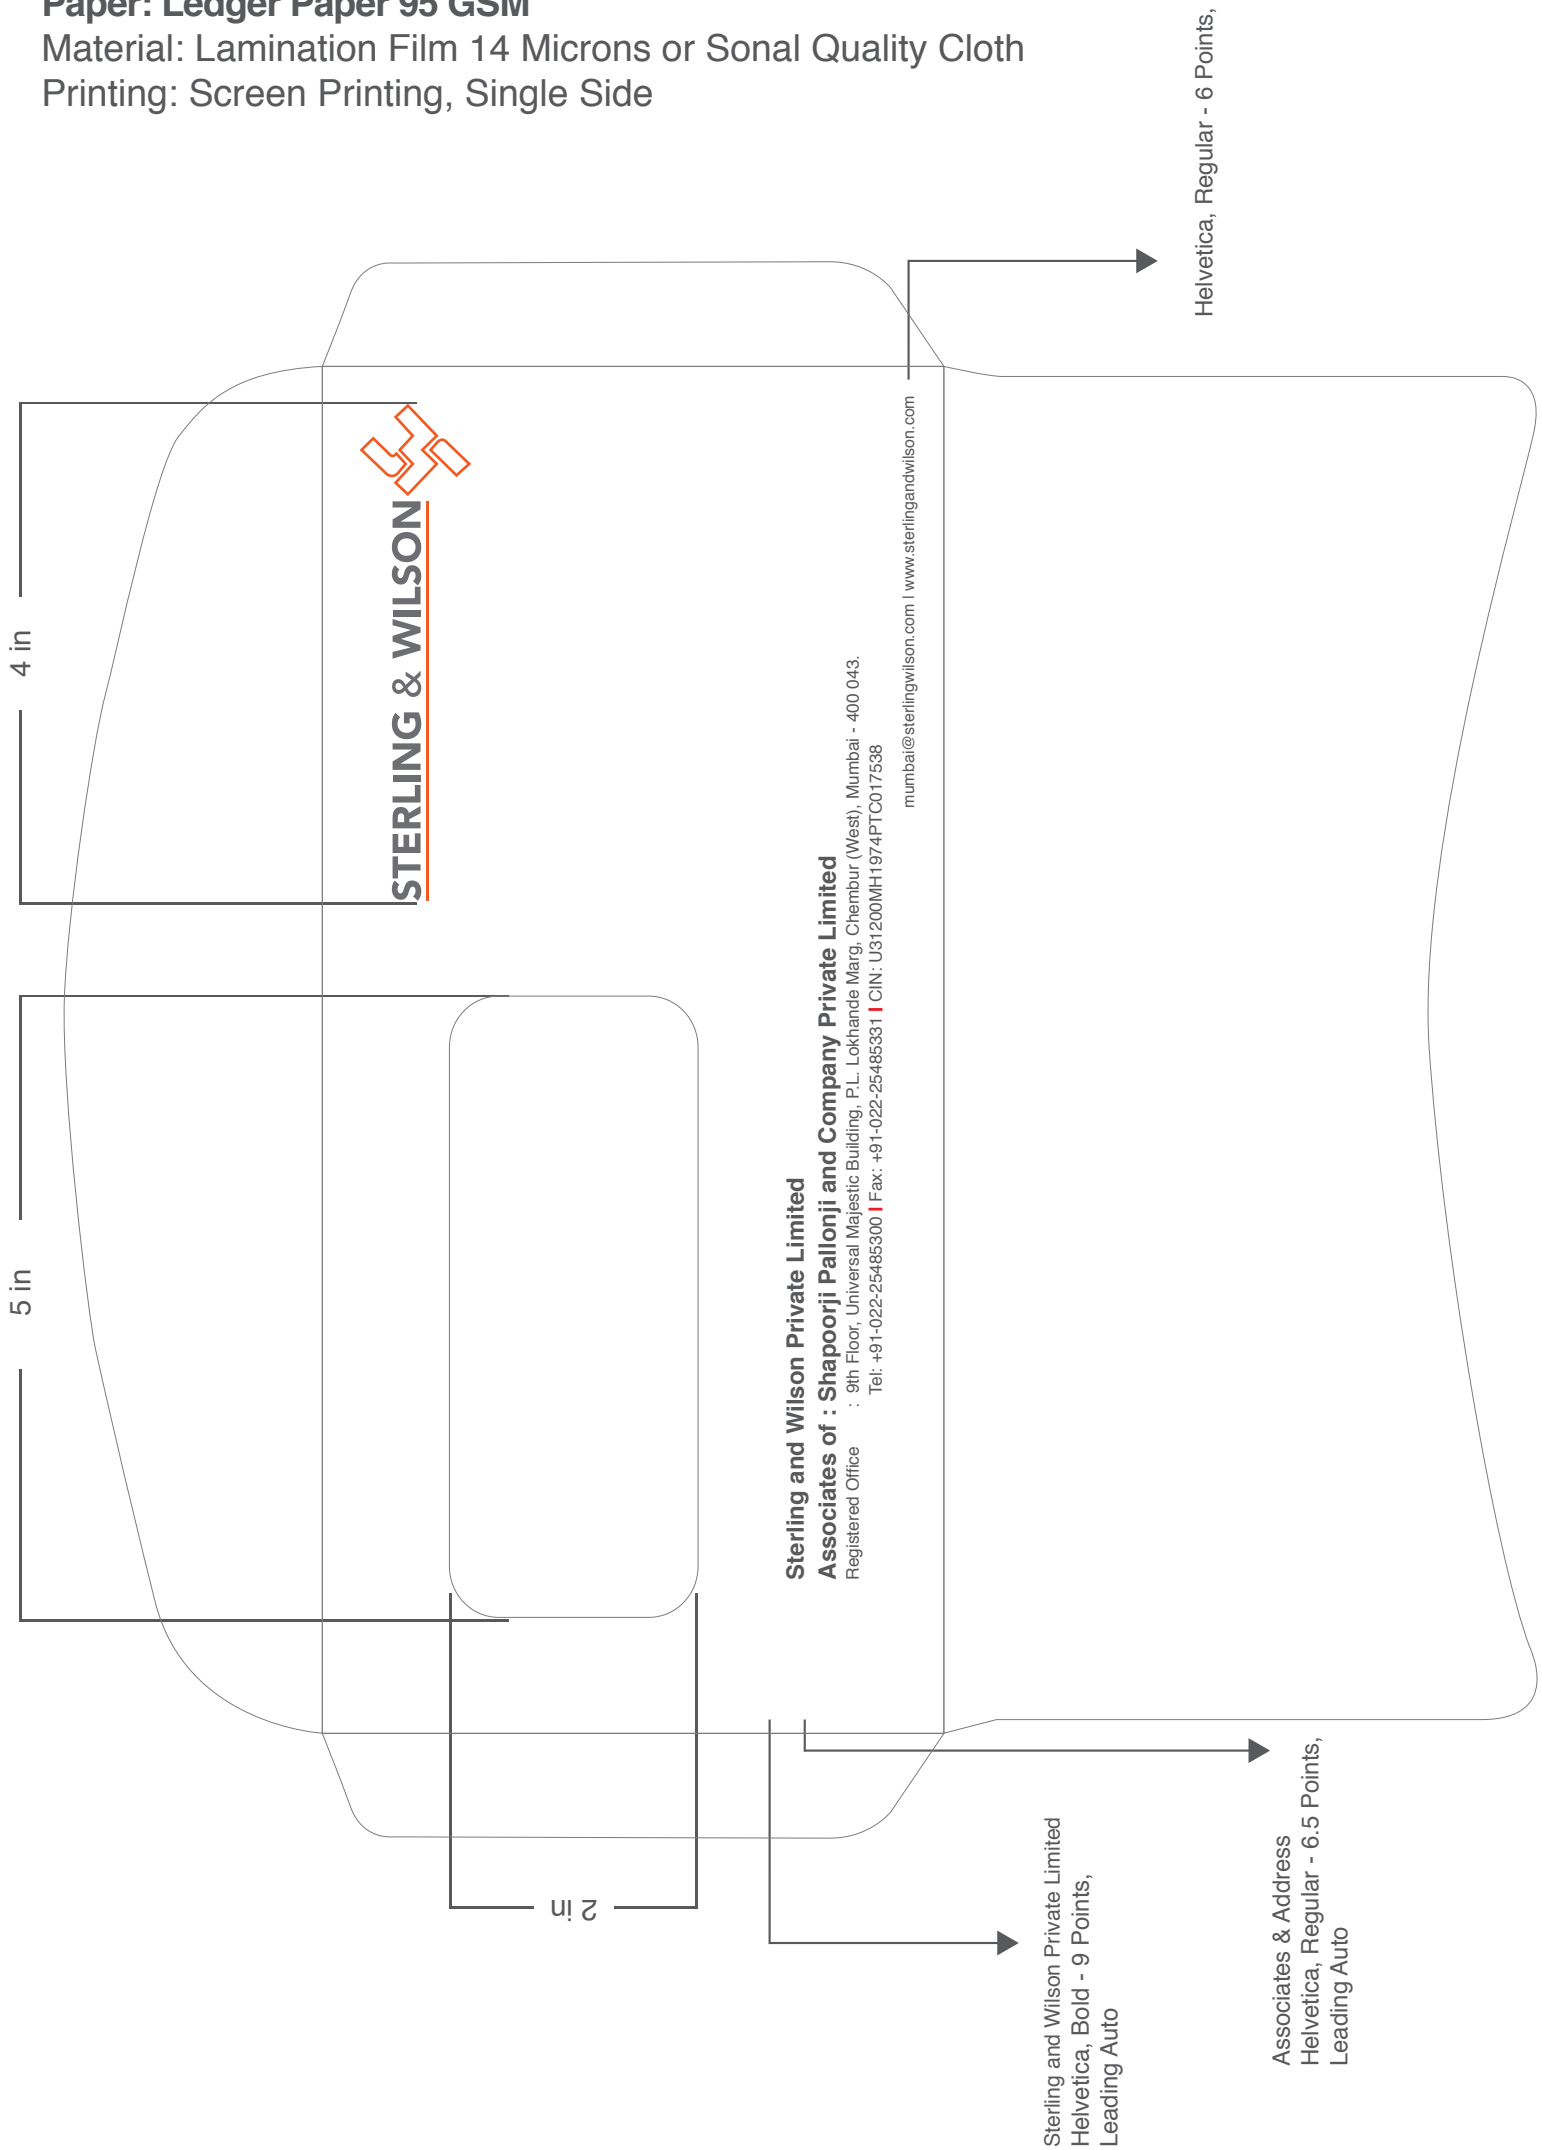 Paper: Ledger Paper 95 GSM
Material: Lamination Film 14 Microns or Sonal Quality Cloth
Printing: Screen Printing, Single Side
5 in
4 in
2 in
STERLING & WILSON
Sterling and Wilson Private Limited
Associates of : Shapoorji Pallonji and Company Private Limited
Registered Office : 9th Floor, Universal Majestic Building, P.L. Lokhande Marg, Chembur (West), Mumbai - 400 043.
Tel: +91-022-25485300 I Fax: +91-022-25485331 I CIN: U31200MH1974PTC017538
mumbai@sterlingwilson.com I www.sterlingandwilson.com
Sterling and Wilson Private Limited
Helvetica, Bold - 9 Points,
Leading Auto
Associates & Address
Helvetica, Regular - 6.5 Points,
Leading Auto
Helvetica, Regular - 6 Points,